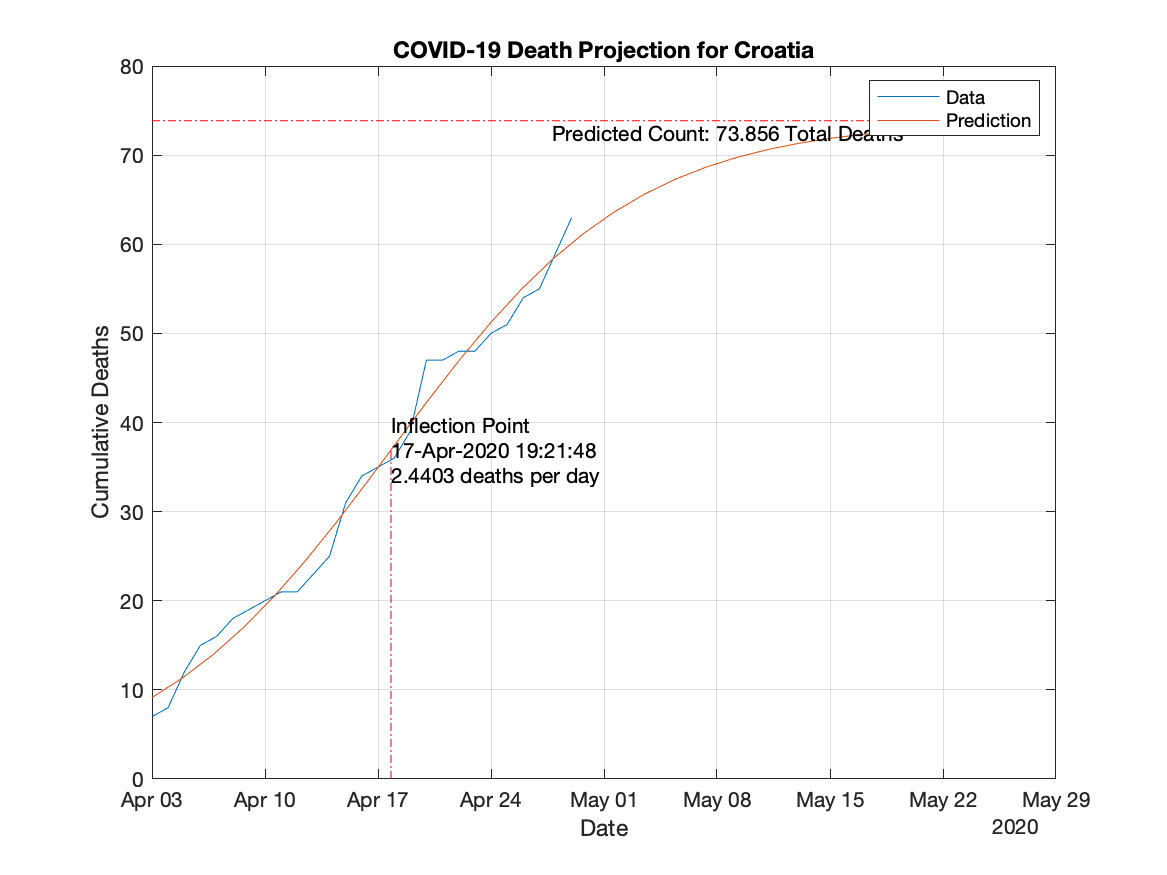 COVID-19 Death Projection for Croatia
80
70
60
50
40
30
20
10
0
Cumulative Deaths
Data
Prediction
Predicted Count: 73.856 Total Deaths
Inflection Point
17-Apr-2020 19:21:48
2.4403 deaths per day
Apr 03 Apr 10 Apr 17 Apr 24 May 01 May 08 May 15 May 22 May 29
Date
2020